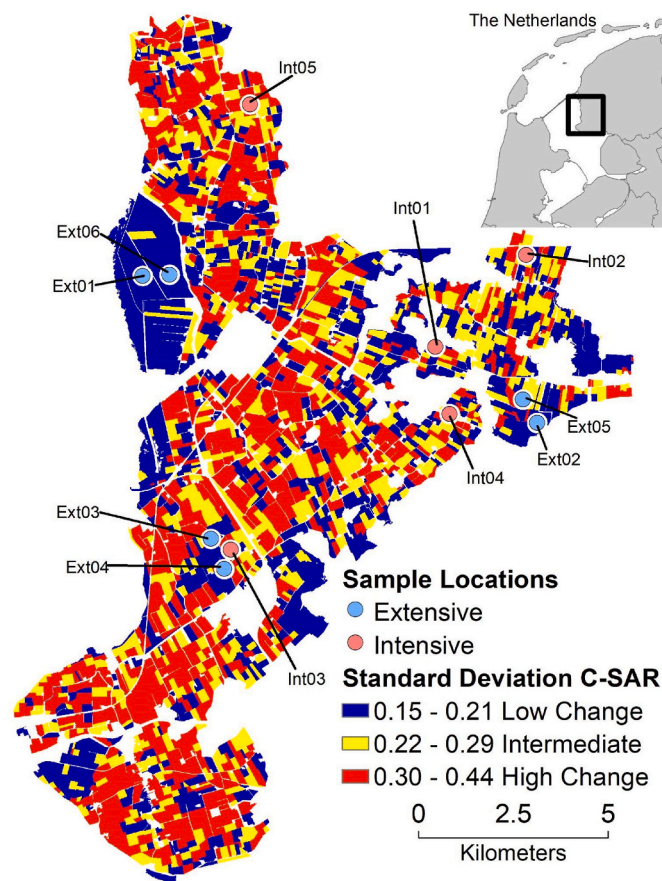 The Netherlands
Int05
Int01
Ext06
Int02
Ext01
Ext05
Ext02
Int04
Ext03
Ext04
Int03
Sample Locations
Extensive
Intensive
Standard Deviation C-SAR
0.15 - 0.21 Low Change
0.22 - 0.29 Intermediate
0.30 - 0.44 High Change
0 2.5 5
Kilometers